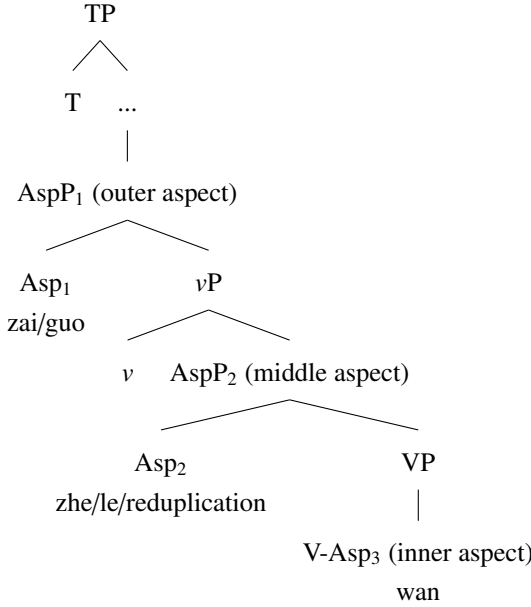 TP
T ...
AspP₁ (outer aspect)
Asp₁ vP
zai/guo
v AspP₂ (middle aspect)
Asp₂ VP
zhe/le/reduplication
V-Asp₃ (inner aspect)
wan